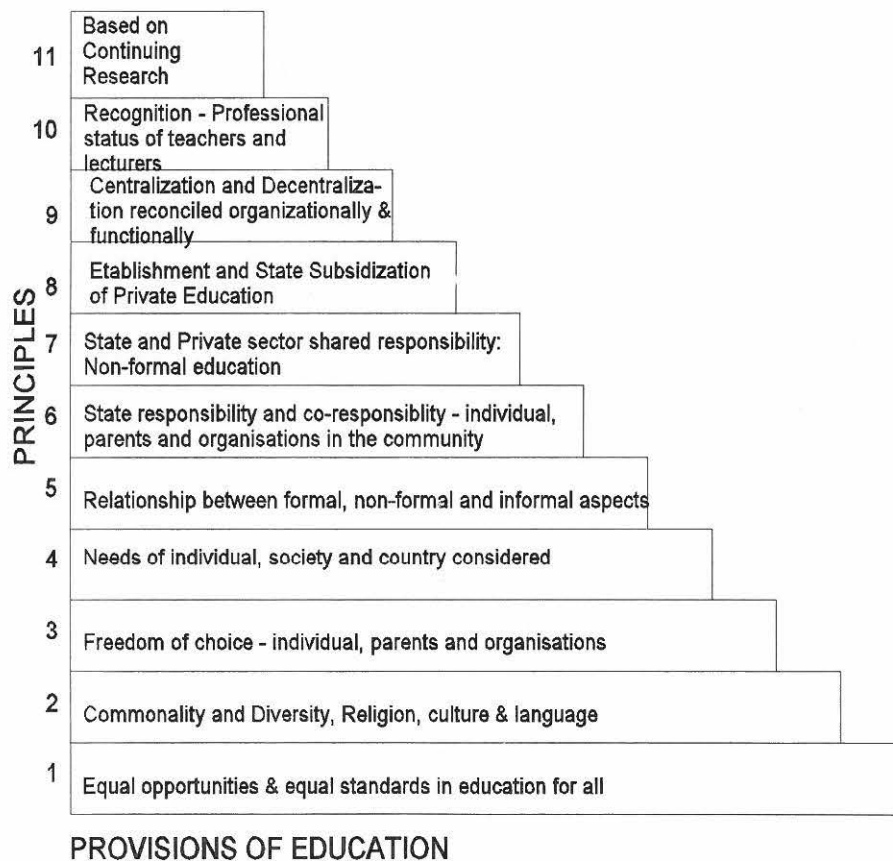 11
Based on
Continuing
Research
10
Recognition - Professional
status of teachers and
lecturers
9
Centralization and Decentraliza-
tion reconciled organizationally &
functionally
8
Etablishment and State Subsidization
of Private Education
7
State and Private sector shared responsibility:
Non-formal education
6
State responsibility and co-responsiblity - individual,
parents and organisations in the community
5
Relationship between formal, non-formal and informal aspects
4
Needs of individual, society and country considered
3
Freedom of choice - individual, parents and organisations
2
Commonality and Diversity, Religion, culture & language
1
Equal opportunities & equal standards in education for all
PRINCIPLES
PROVISIONS OF EDUCATION